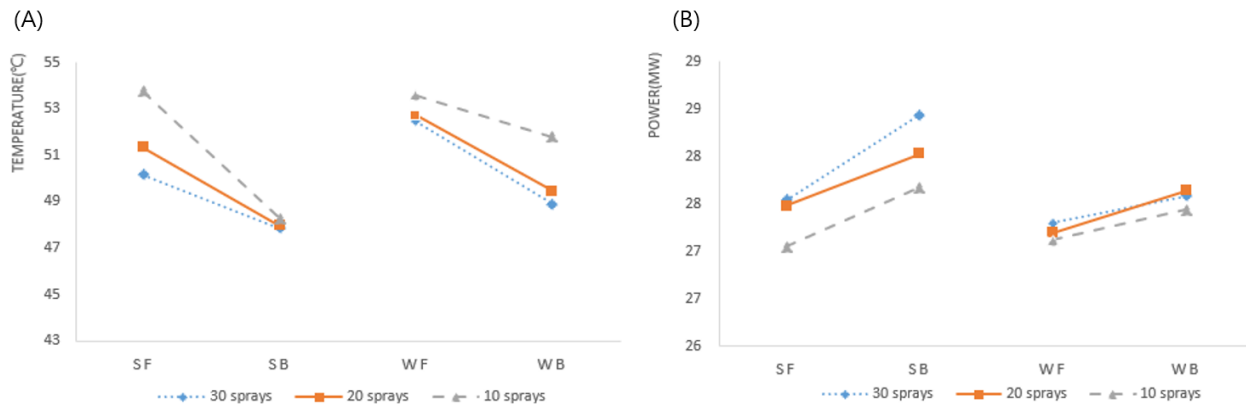 (A)
TEMPERATURE(℃)
55
53
51
49
47
45
43
S F
S B
W F
W B
30 sprays
20 sprays
10 sprays
(B)
POWER(MW)
29
29
28
28
27
27
26
S F
S B
W F
W B
30 sprays
20 sprays
10 sprays